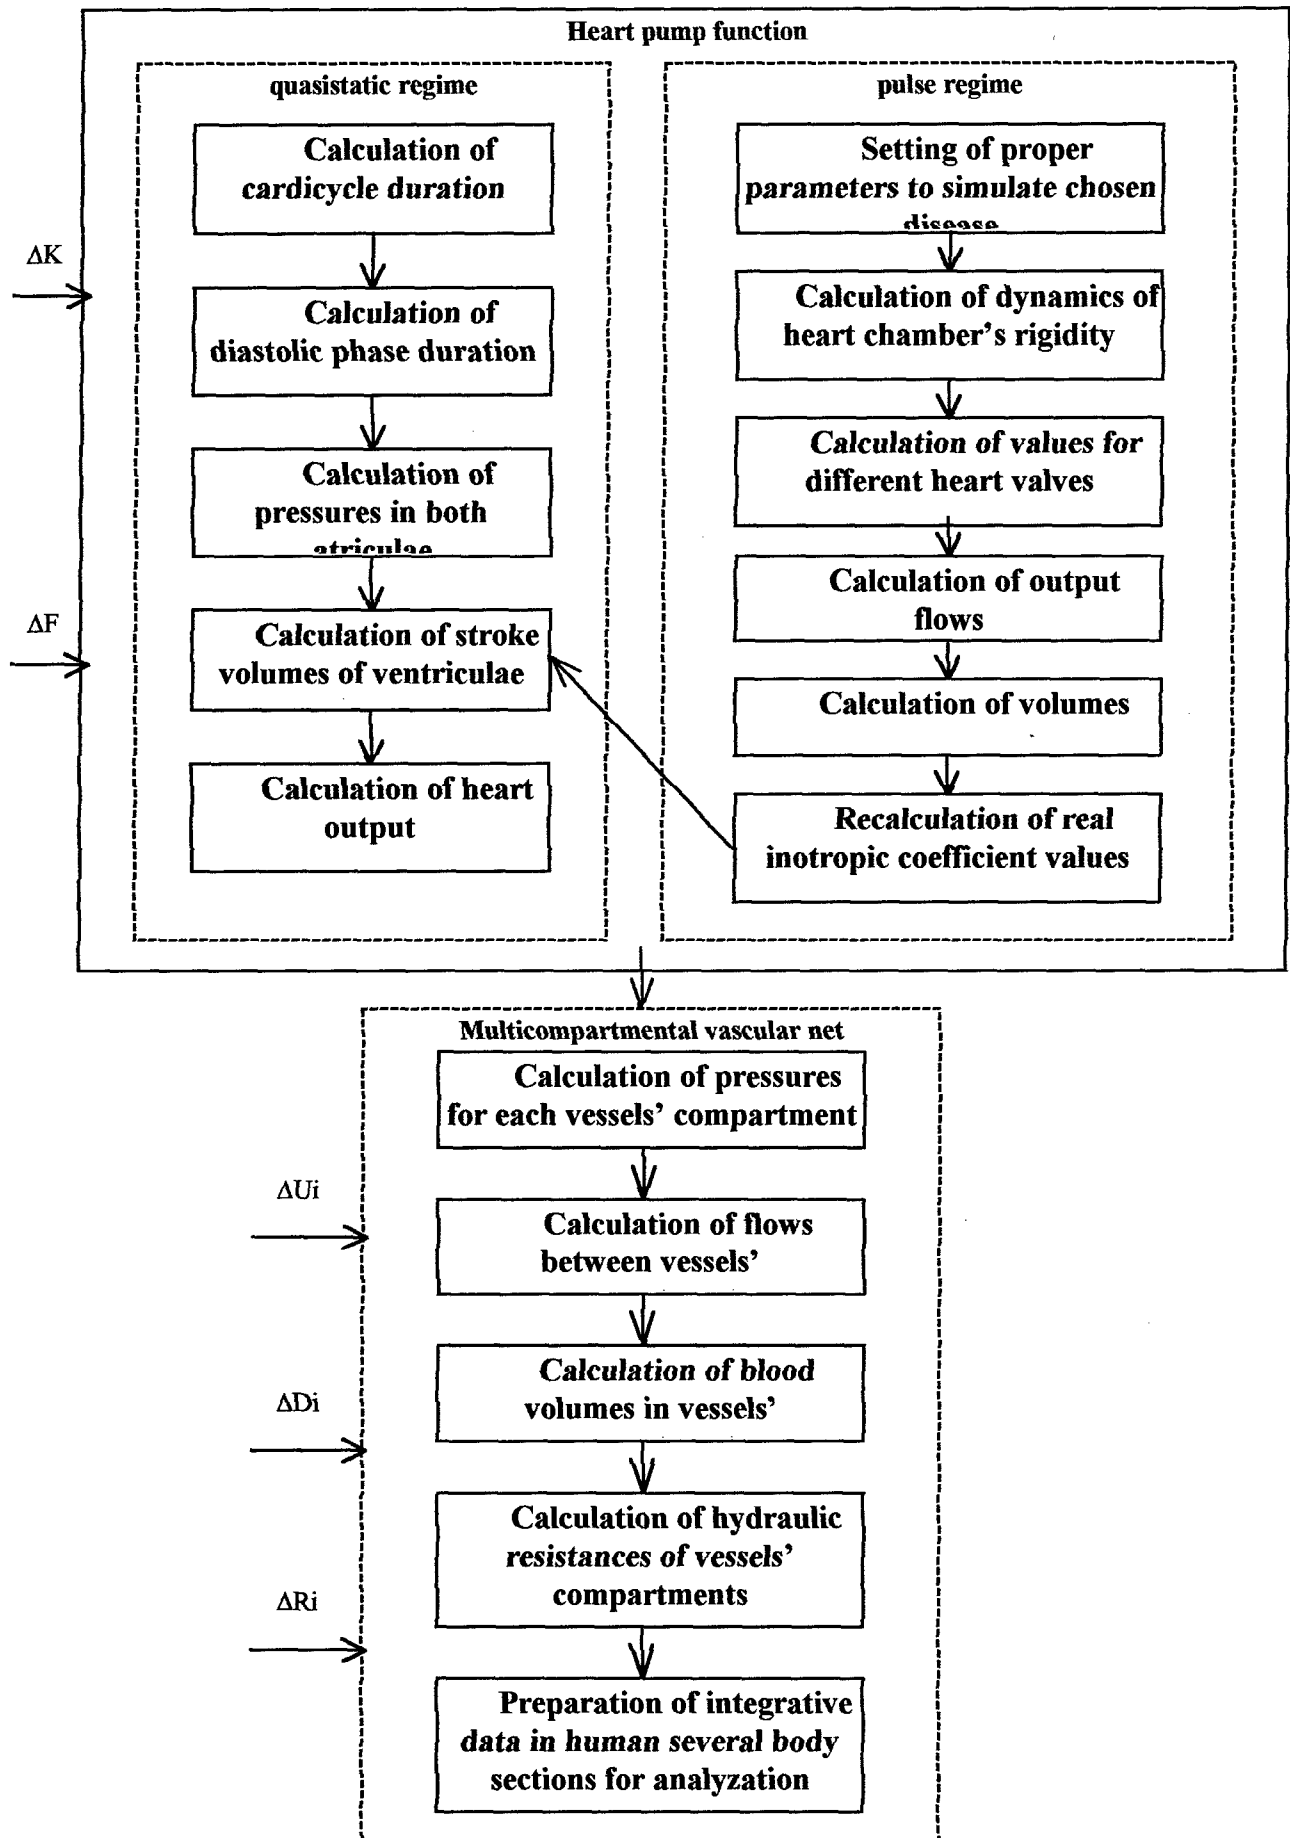 Heart pump function
quasistatic regime
Calculation of
cardicycle duration
Calculation of
diastolic phase duration
Calculation of
pressures in both
atriculae
Calculation of stroke
volumes of ventriculae
Calculation of heart
output
pulse regime
Setting of proper
parameters to simulate chosen
disease
Calculation of dynamics of
heart chamber's rigidity
Calculation of values for
different heart valves
Calculation of output
flows
Calculation of volumes
Recalculation of real
inotropic coefficient values
ΔK
ΔF
Multicompartmental vascular net
Calculation of pressures
for each vessels' compartment
Calculation of flows
between vessels'
Calculation of blood
volumes in vessels'
Calculation of hydraulic
resistances of vessels'
compartments
Preparation of integrative
data in human several body
sections for analyzation
ΔUi
ΔDi
ΔRi